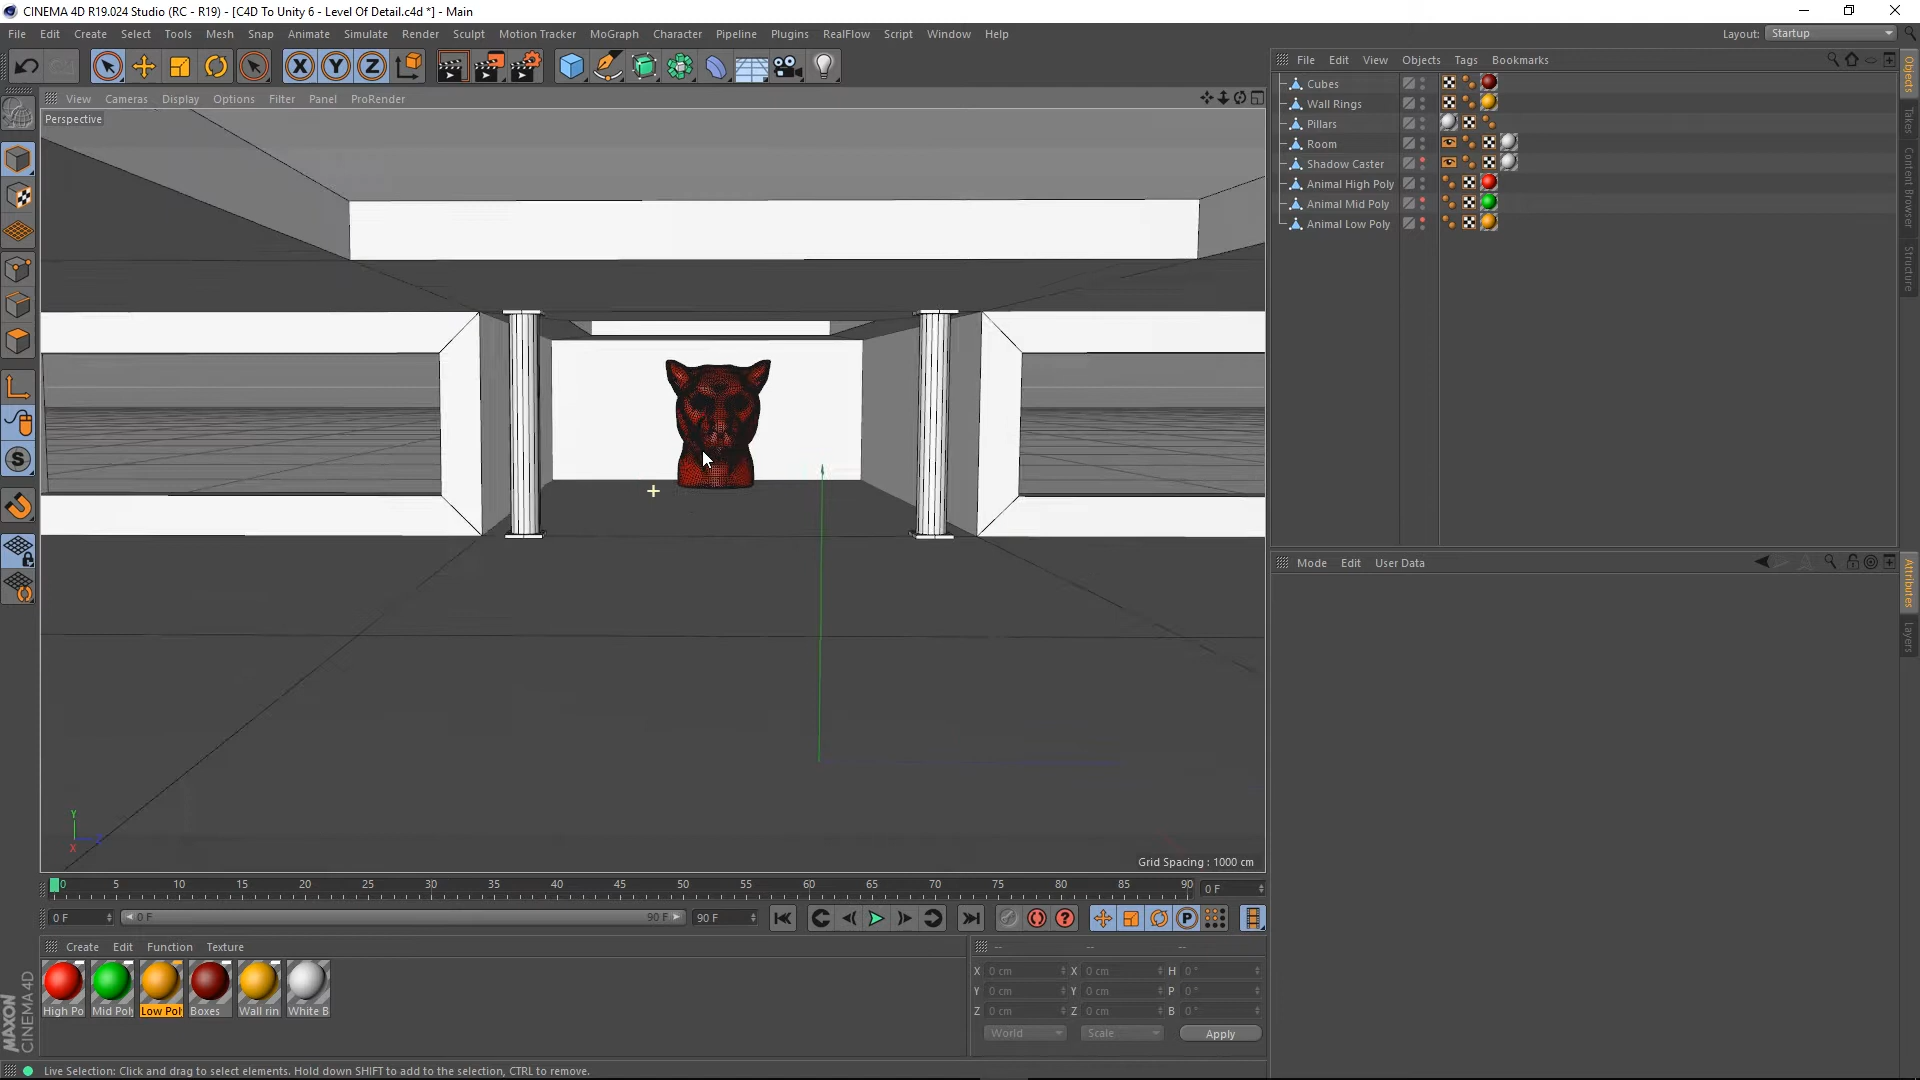 CINEMA 4D R19.024 Studio (RC - R19) - [C4D To Unity 6 - Level Of Detail.c4d *] - Main
File Edit Create Select Tools Mesh Snap Animate Simulate Render Sculpt Motion Tracker MoGraph Character Pipeline Plugins RealFlow Script Window Help Layout: Startup
X Y Z
View Cameras Display Options Filter Panel ProRender
Perspective
File Edit View Objects Tags Bookmarks
Cubes
Wall Rings
Pillars
Room
Shadow Caster
Animal High Poly
Animal Mid Poly
Animal Low Poly
Objects
Takes
Content Browser
Structure
Mode Edit User Data
Attributes
Layers
Y
X
Grid Spacing : 1000 cm
0 5 10 15 20 25 30 35 40 45 50 55 60 65 70 75 80 85 90 0 F
0 F 0 F 90 F 90 F
Create Edit Function Texture
-- -- --
High Po Mid Poly Low Poly Boxes Wall rin White B
X 0 cm X 0 cm H 0 °
Y 0 cm Y 0 cm P 0 °
Z 0 cm Z 0 cm B 0 °
World Scale Apply
MAXON
CINEMA 4D
Live Selection: Click and drag to select elements. Hold down SHIFT to add to the selection, CTRL to remove.